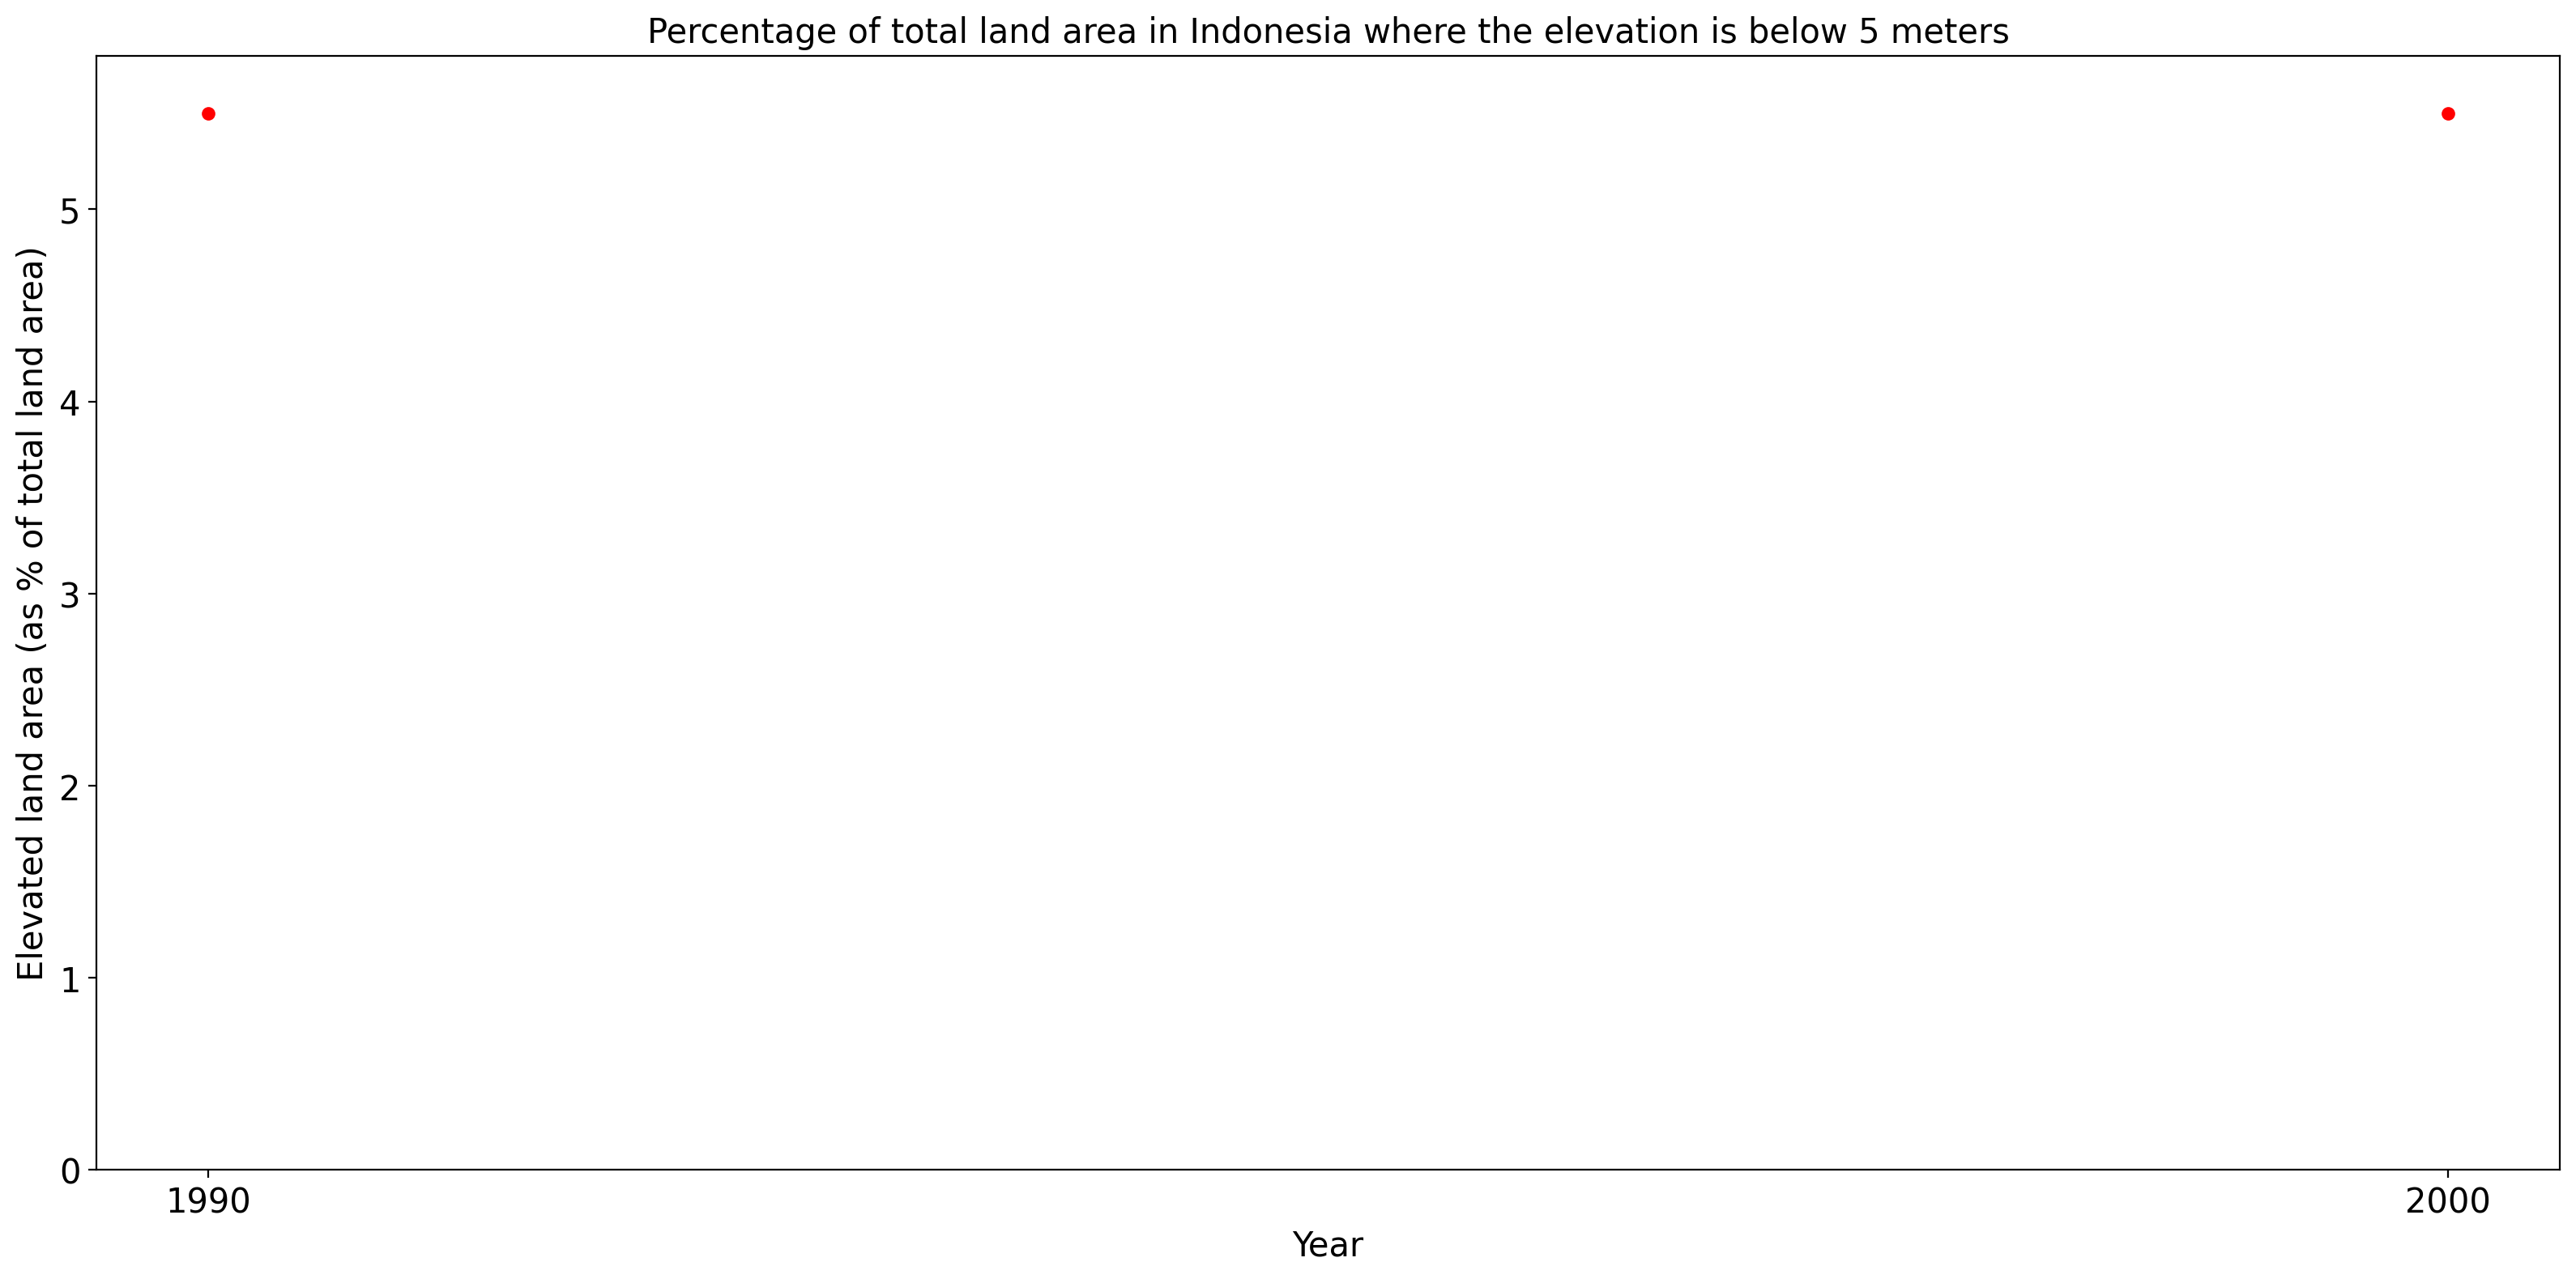 Percentage of total land area in Indonesia where the elevation is below 5 meters
Elevated land area (as % of total land area)
5
4
3
2
1
0
1990
2000
Year